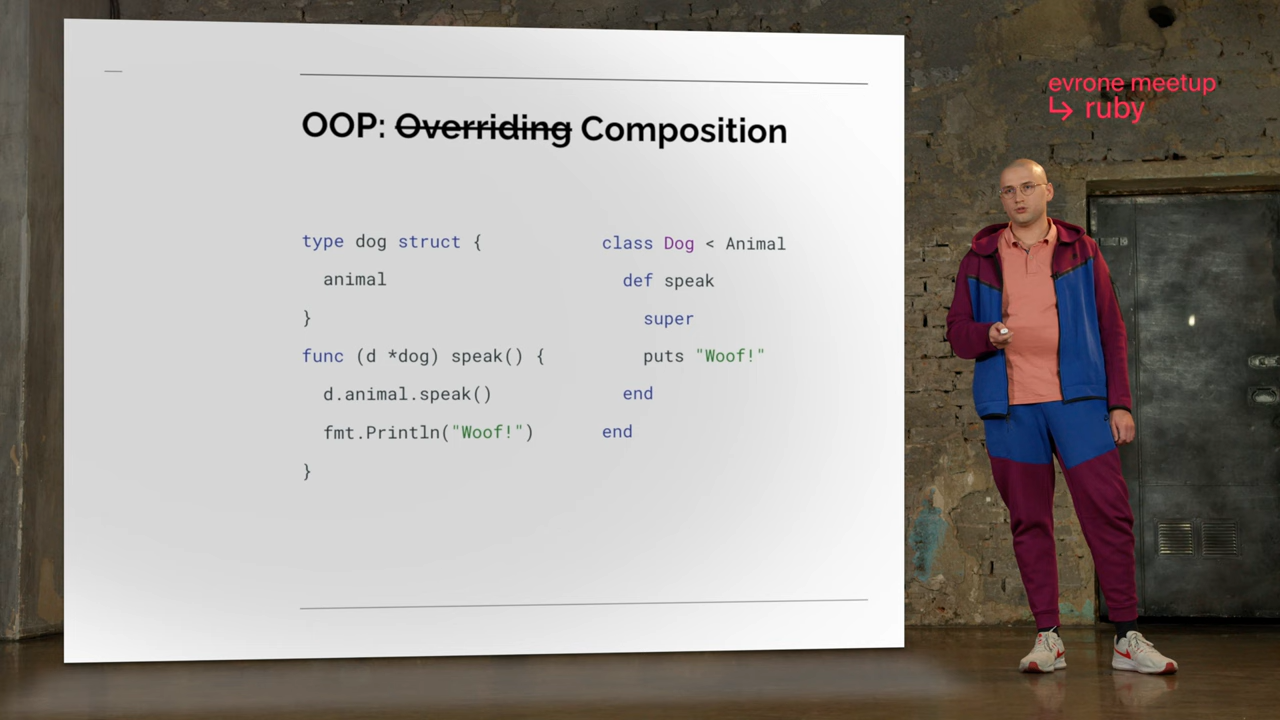 OOP: Overriding Composition
type dog struct {
  animal
}
func (d *dog) speak() {
  d.animal.speak()
  fmt.Println("Woof!")
}
class Dog < Animal
  def speak
    super
    puts "Woof!"
  end
end
evrone meetup
↳ ruby